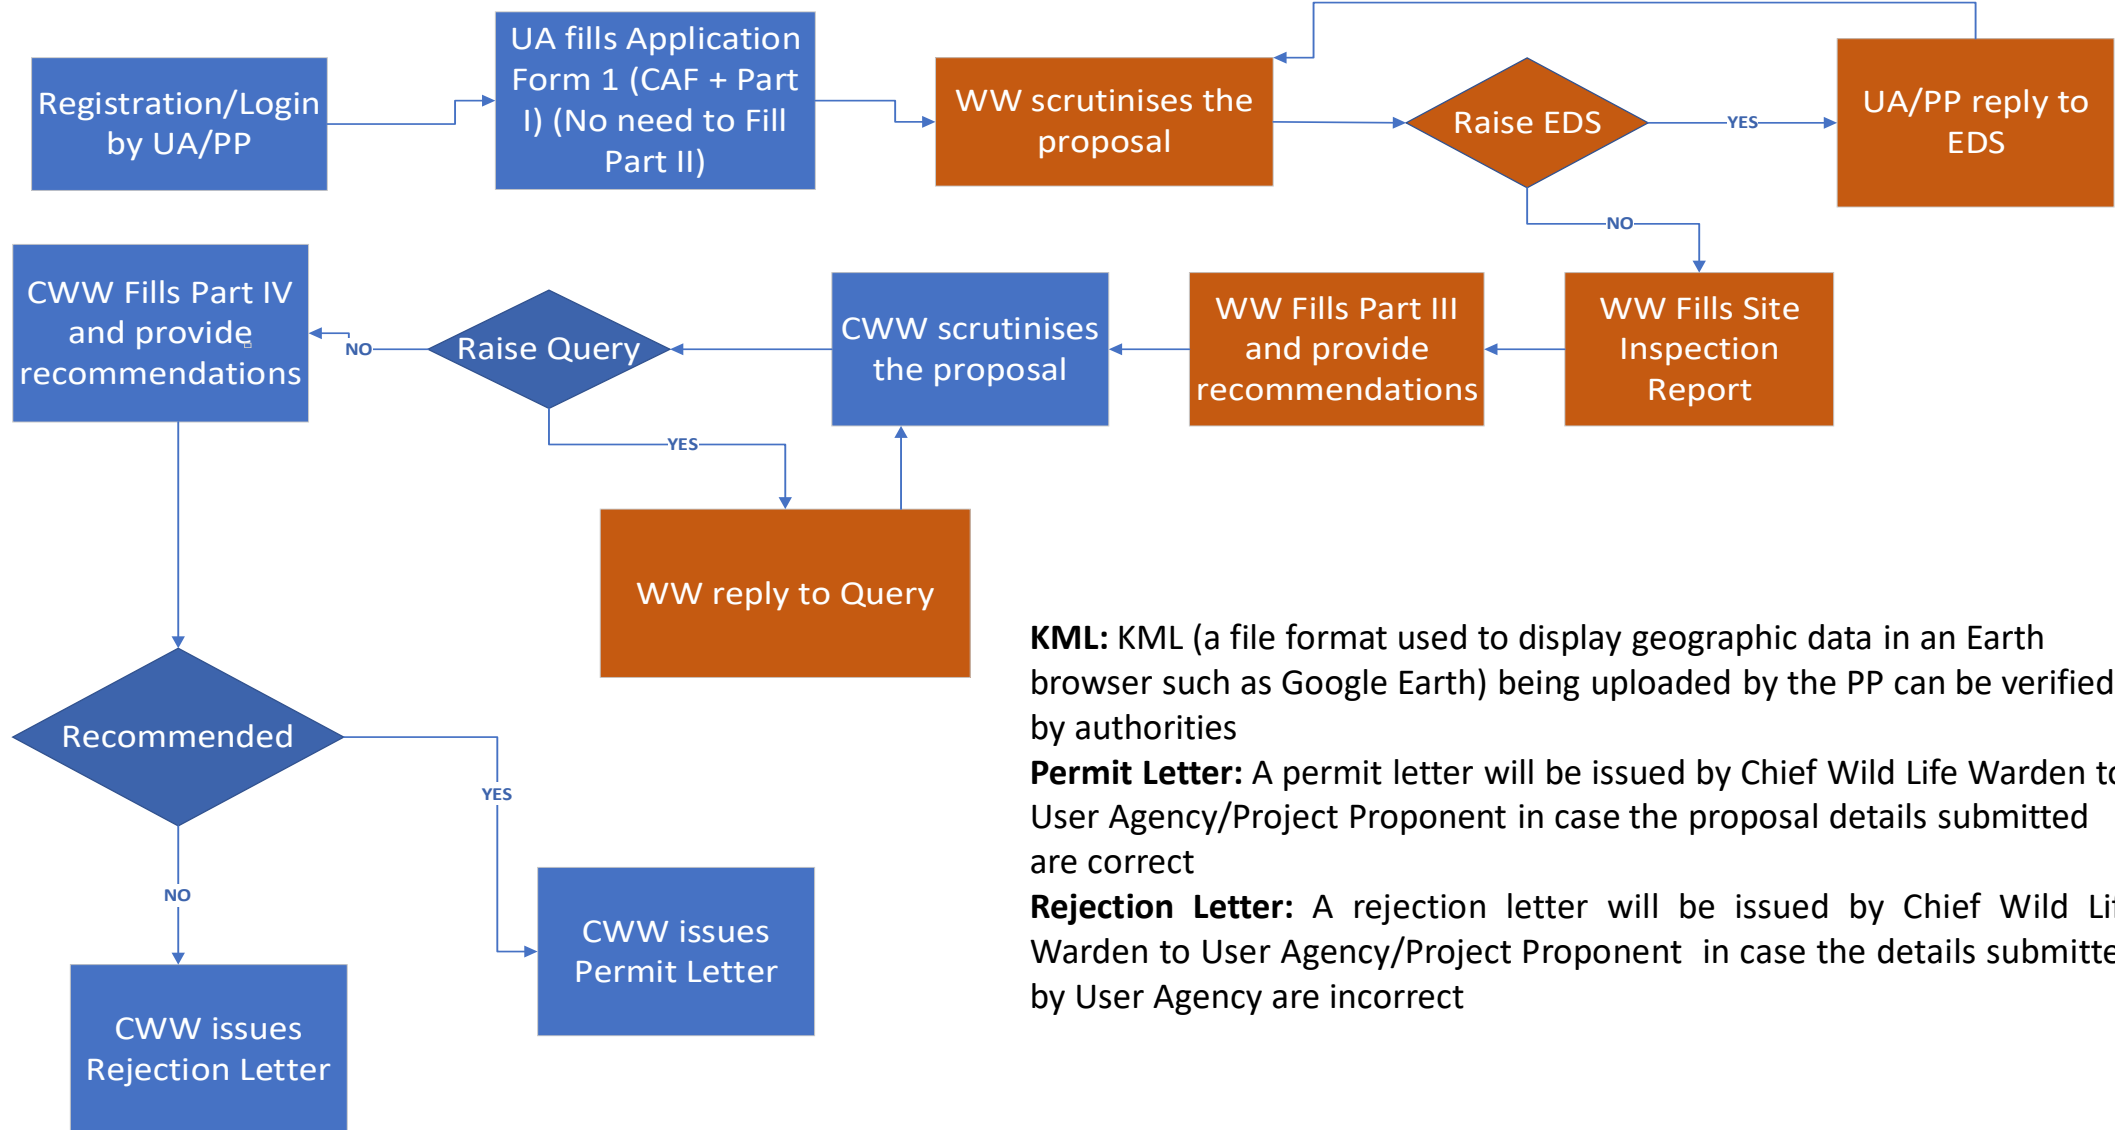 Registration/Login
by UA/PP
UA fills Application
Form 1 (CAF + Part
I) (No need to Fill
Part II)
WW scrutinises the
proposal
Raise EDS
YES
UA/PP reply to
EDS
NO
CWW Fills Part IV
and provide
recommendations
NO
Raise Query
CWW scrutinises
the proposal
WW Fills Part III
and provide
recommendations
WW Fills Site
Inspection
Report
YES
WW reply to Query
Recommended
YES
NO
CWW issues
Permit Letter
CWW issues
Rejection Letter
KML: KML (a file format used to display geographic data in an Earth
browser such as Google Earth) being uploaded by the PP can be verified
by authorities
Permit Letter: A permit letter will be issued by Chief Wild Life Warden to
User Agency/Project Proponent in case the proposal details submitted
are correct
Rejection Letter: A rejection letter will be issued by Chief Wild Lif
Warden to User Agency/Project Proponent in case the details submitte
by User Agency are incorrect